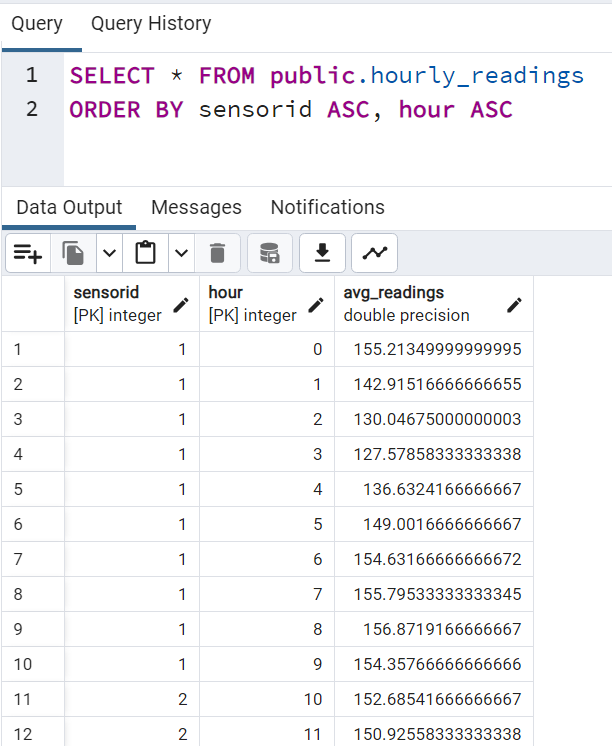 Query Query History
1 SELECT * FROM public.hourly_readings
2 ORDER BY sensorid ASC, hour ASC
Data Output Messages Notifications
sensorid hour avg_readings
[PK] integer [PK] integer double precision
1 1 0 155.21349999999995
2 1 1 142.91516666666655
3 1 2 130.04675000000003
4 1 3 127.57858333333338
5 1 4 136.6324166666667
6 1 5 149.0016666666667
7 1 6 154.63166666666672
8 1 7 155.79533333333345
9 1 8 156.8719166666667
10 1 9 154.35766666666666
11 2 10 152.68541666666667
12 2 11 150.92558333333338